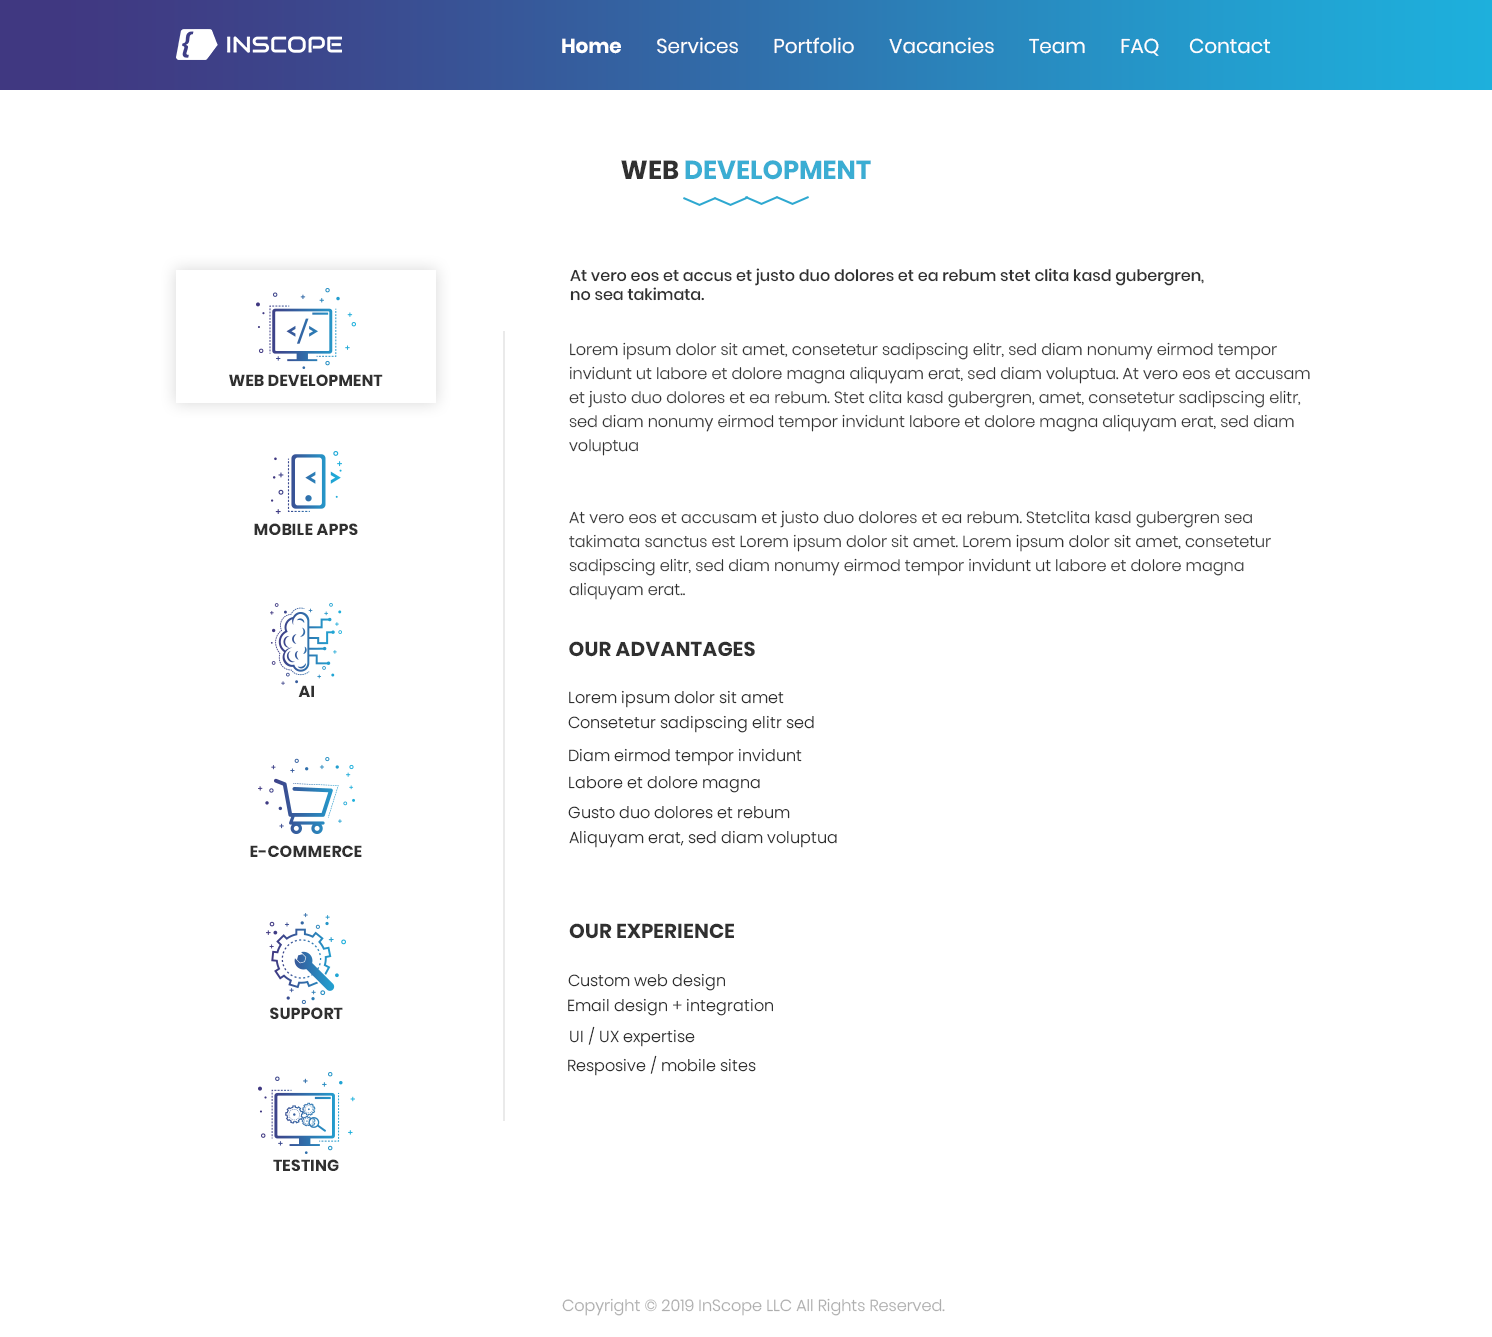 INSCOPE
Home Services Portfolio Vacancies Team FAQ Contact
WEB DEVELOPMENT
WEB DEVELOPMENT
MOBILE APPS
AI
E-COMMERCE
SUPPORT
TESTING
At vero eos et accus et justo duo dolores et ea rebum stet clita kasd gubergren,
no sea takimata.
Lorem ipsum dolor sit amet, consetetur sadipscing elitr, sed diam nonumy eirmod tempor
invidunt ut labore et dolore magna aliquyam erat, sed diam voluptua. At vero eos et accusam
et justo duo dolores et ea rebum. Stet clita kasd gubergren, amet, consetetur sadipscing elitr,
sed diam nonumy eirmod tempor invidunt labore et dolore magna aliquyam erat, sed diam
voluptua
At vero eos et accusam et justo duo dolores et ea rebum. Stetclita kasd gubergren sea
takimata sanctus est Lorem ipsum dolor sit amet. Lorem ipsum dolor sit amet, consetetur
sadipscing elitr, sed diam nonumy eirmod tempor invidunt ut labore et dolore magna
aliquyam erat..
OUR ADVANTAGES
Lorem ipsum dolor sit amet
Consetetur sadipscing elitr sed
Diam eirmod tempor invidunt
Labore et dolore magna
Gusto duo dolores et rebum
Aliquyam erat, sed diam voluptua
OUR EXPERIENCE
Custom web design
Email design + integration
UI / UX expertise
Resposive / mobile sites
Copyright © 2019 InScope LLC All Rights Reserved.